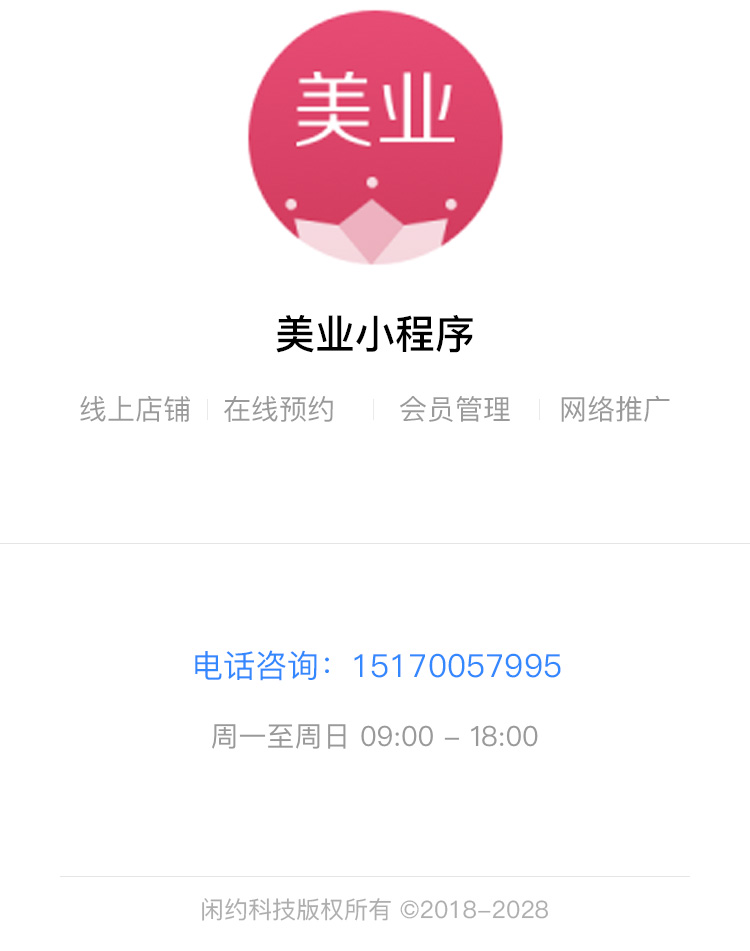 美业
美业小程序
线上店铺 在线预约 会员管理 网络推广
电话咨询：15170057995
周一至周日 09:00 – 18:00
闲约科技版权所有 ©2018–2028